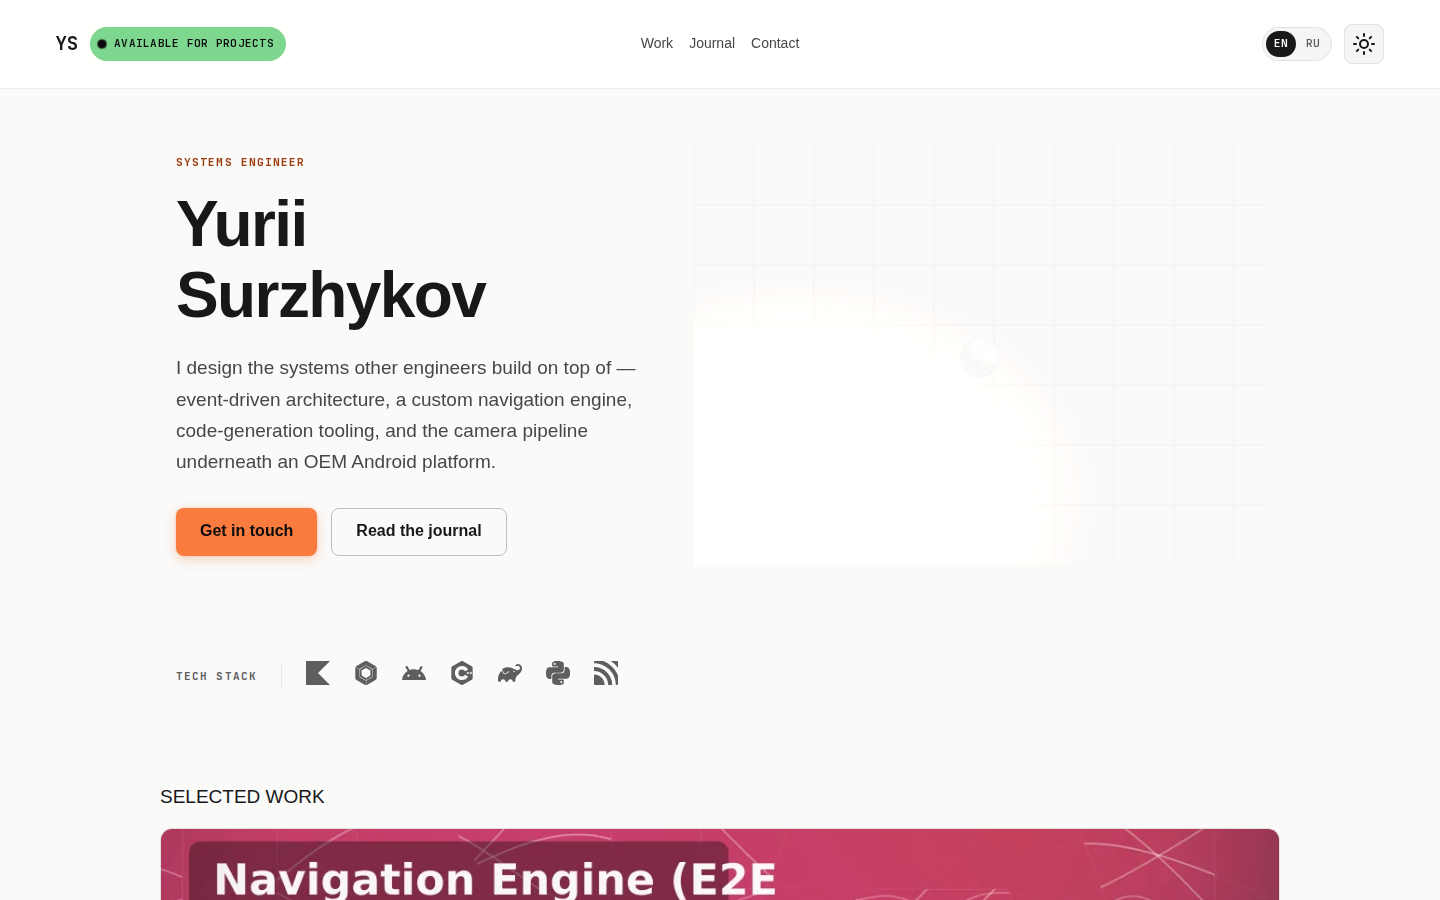 YS
AVAILABLE FOR PROJECTS
Work Journal Contact
EN RU
SYSTEMS ENGINEER
Yurii
Surzhykov
I design the systems other engineers build on top of —
event-driven architecture, a custom navigation engine,
code-generation tooling, and the camera pipeline
underneath an OEM Android platform.
Get in touch
Read the journal
TECH STACK
SELECTED WORK
Navigation Engine (E2E